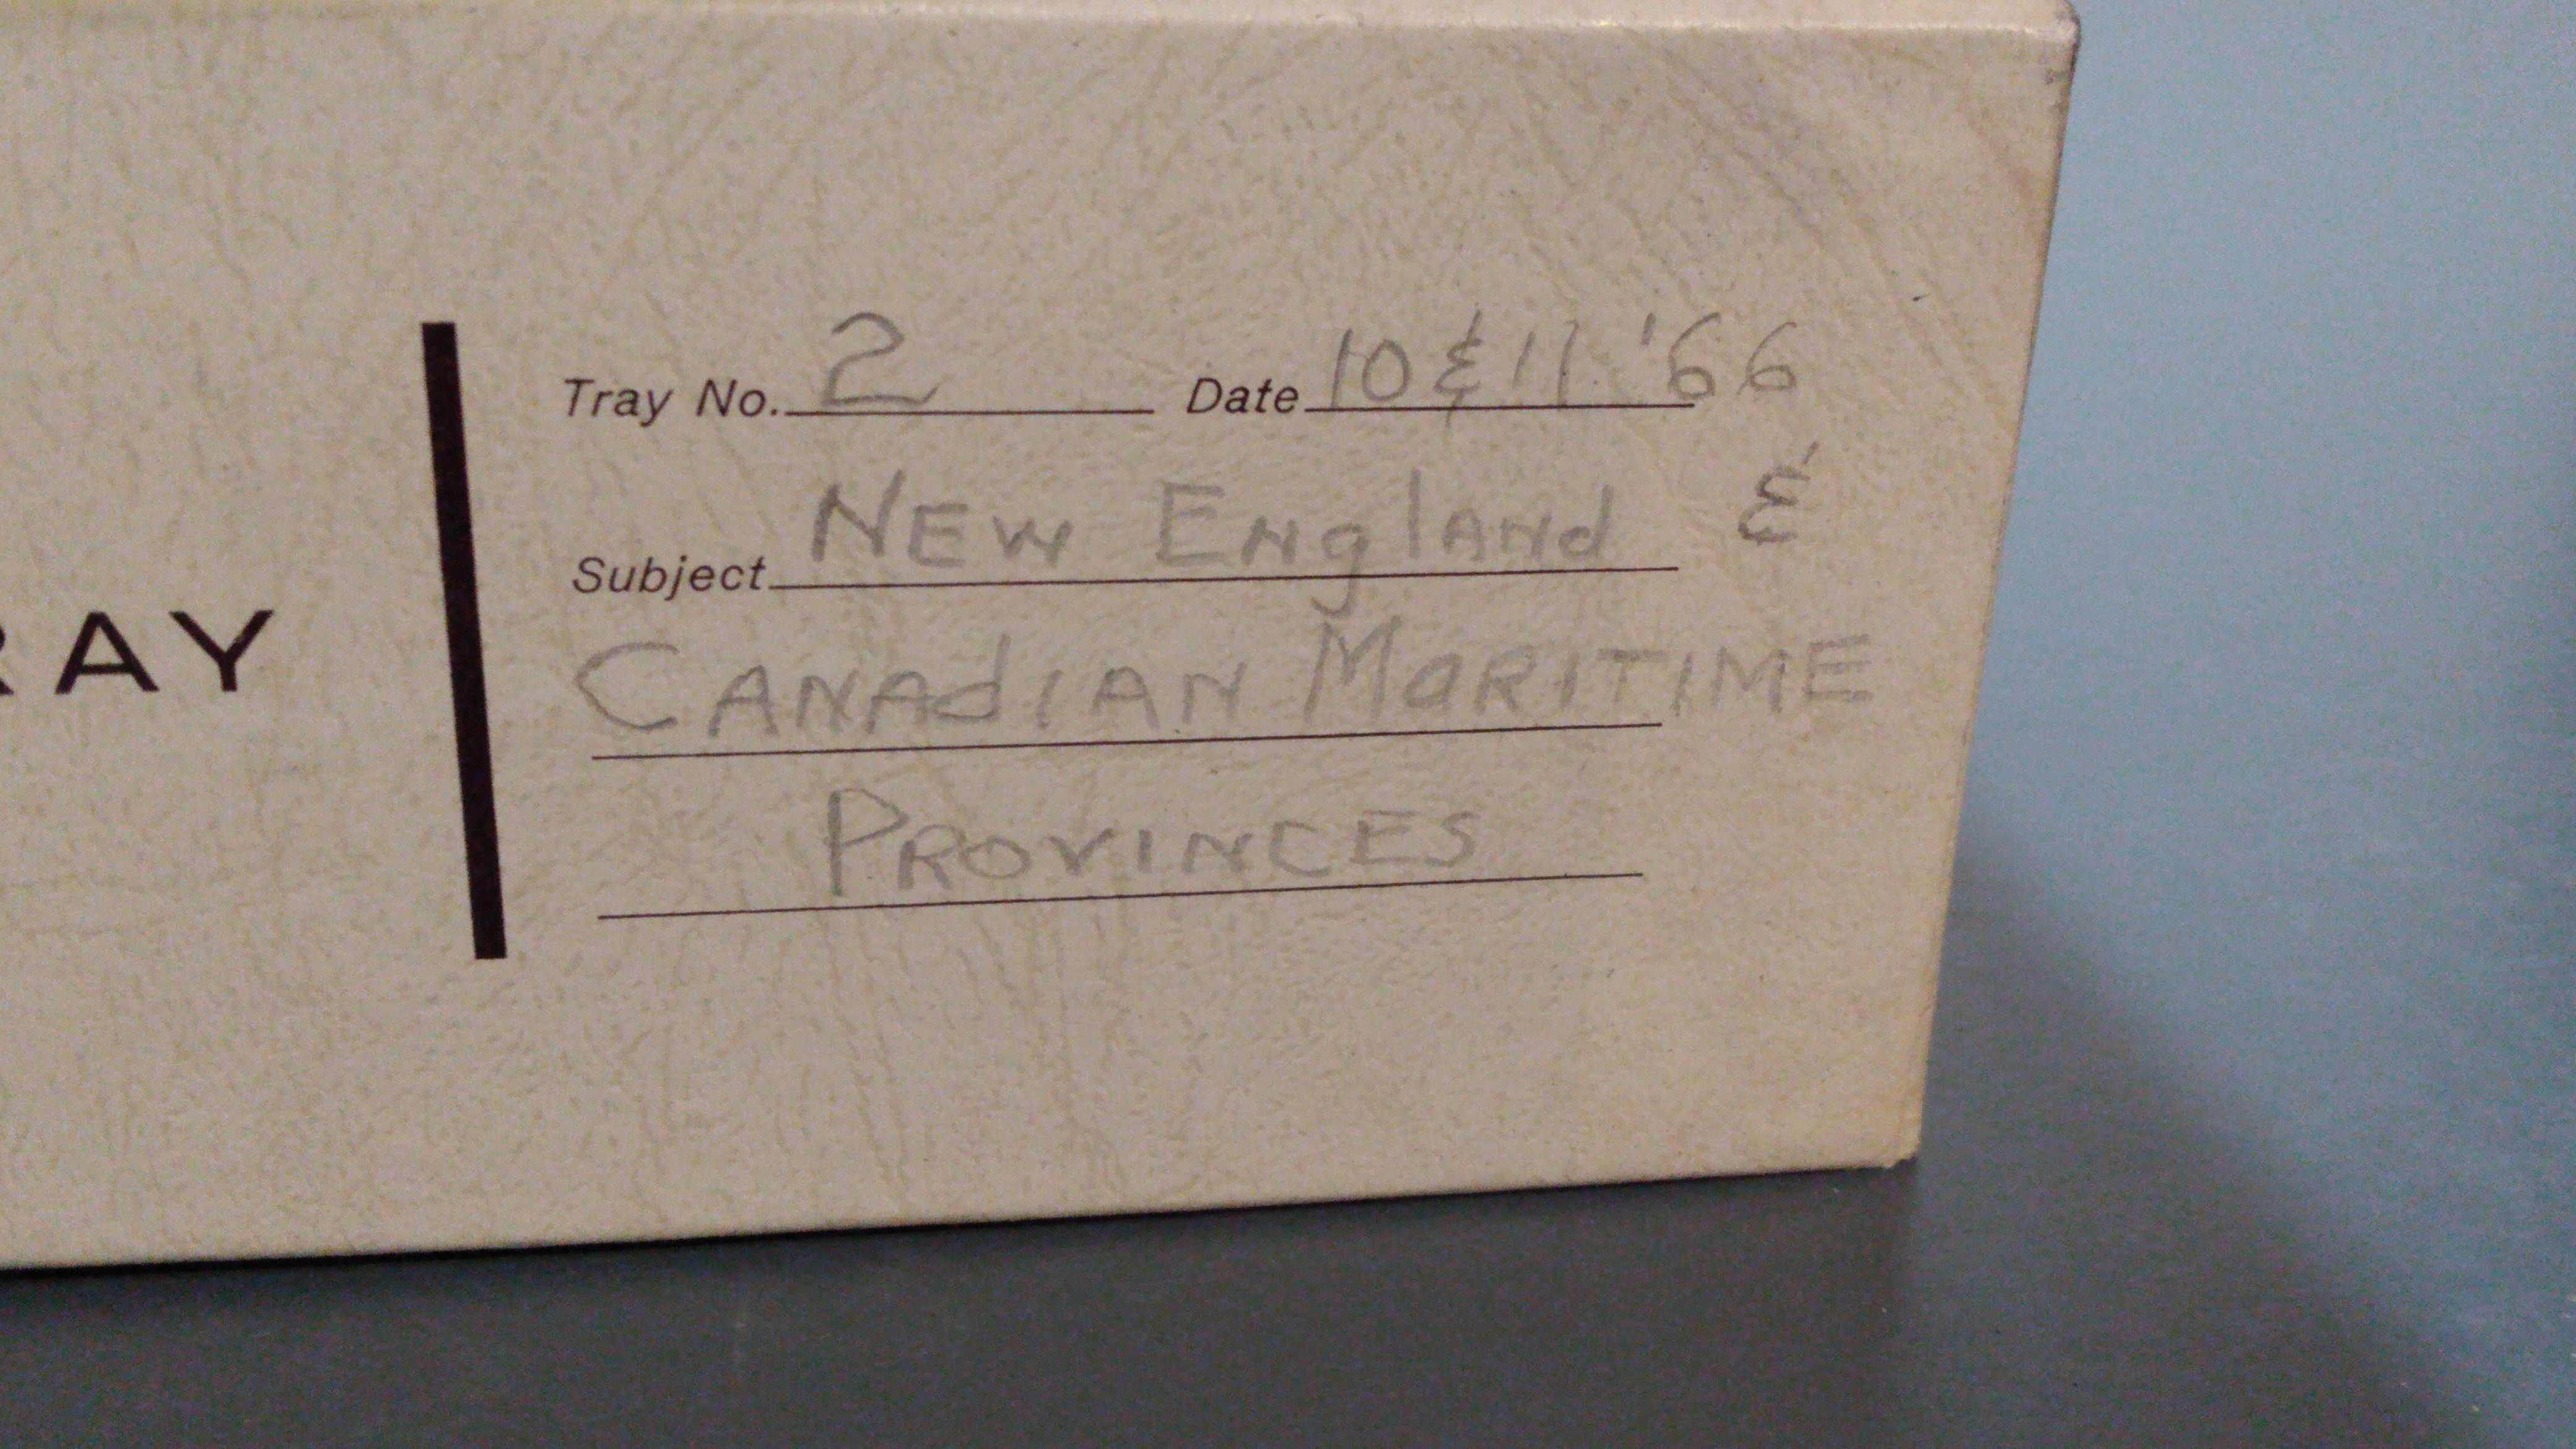 Tray No. 2 Date 10 & 11 '66
Subject NEW ENgLANd &
CANAdIAN MaRITIME
RAY
PROVINCES